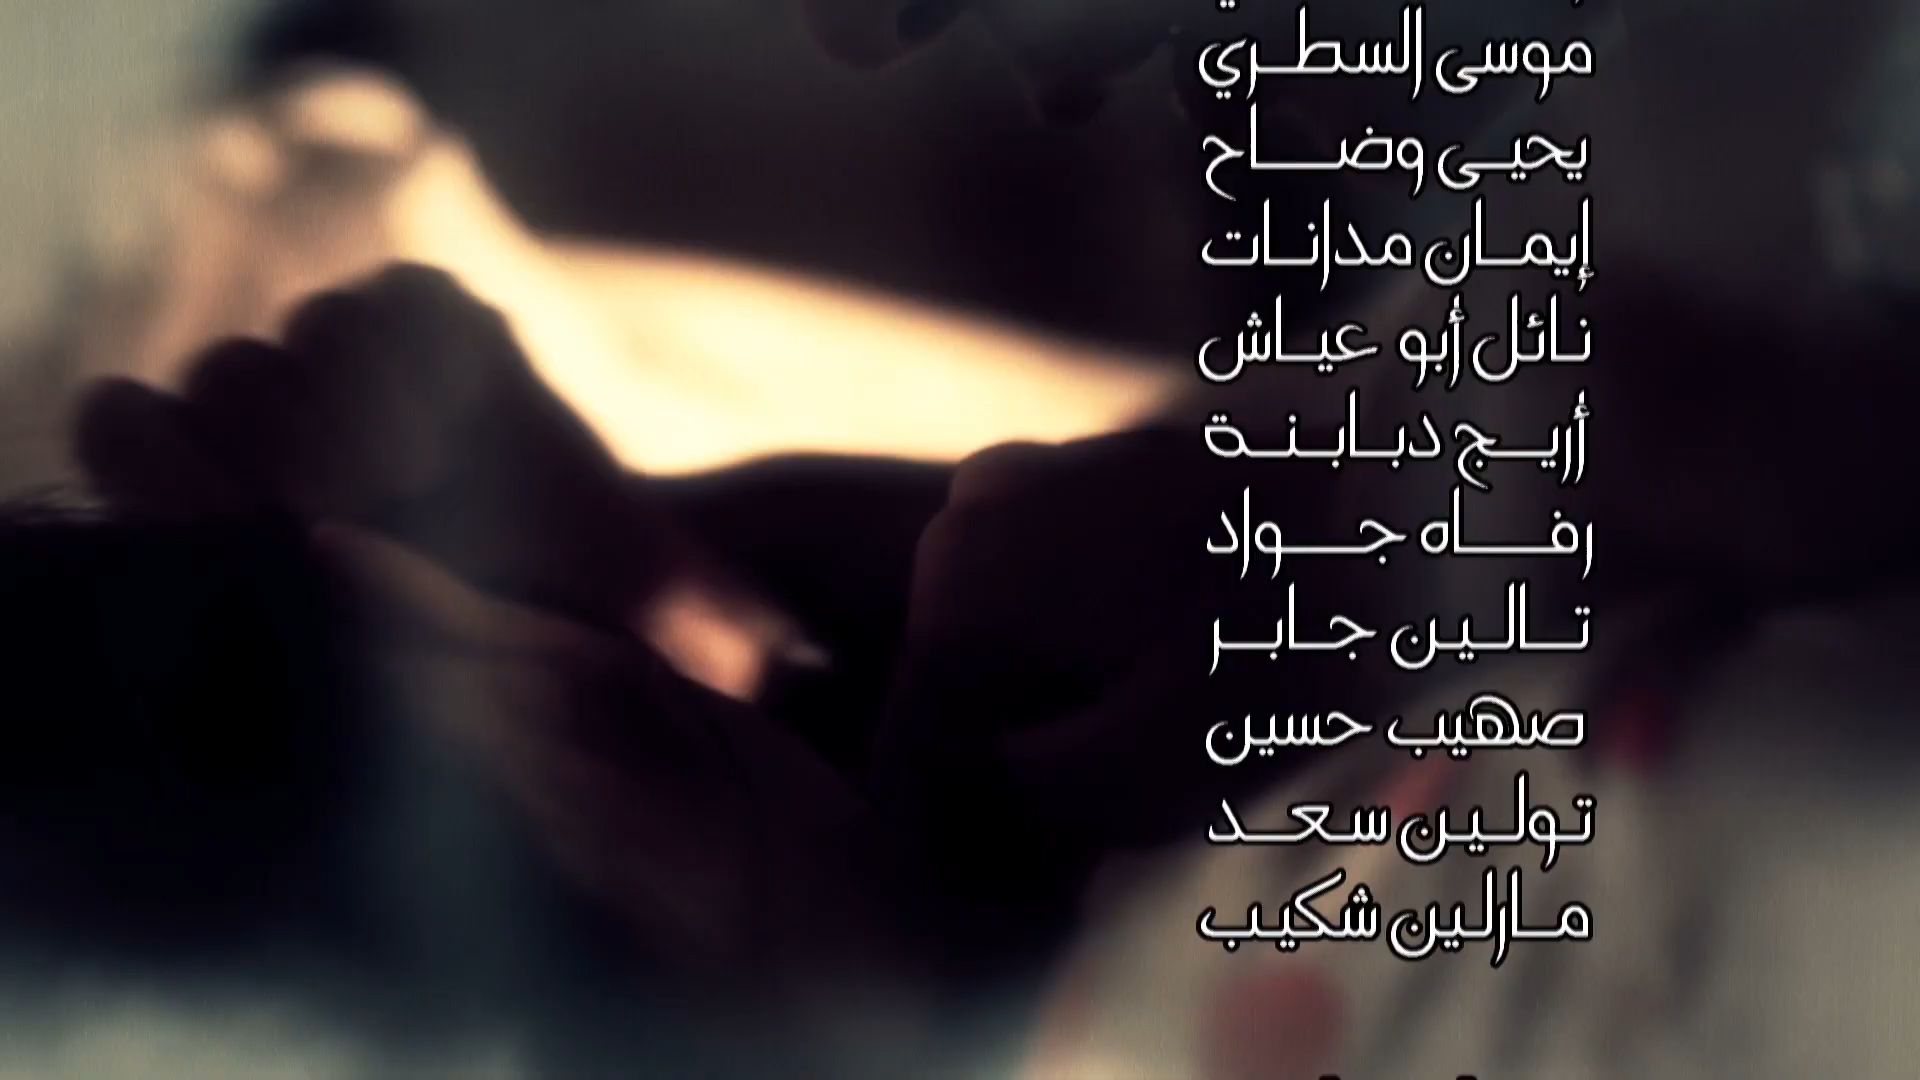 موسى السطري
يحيى وضاح
إيمان مدانات
نائل أبو عياش
أريج دبابنة
رفاه جواد
تالين جابر
صهيب حسين
تولين سعد
مارلين شكيب